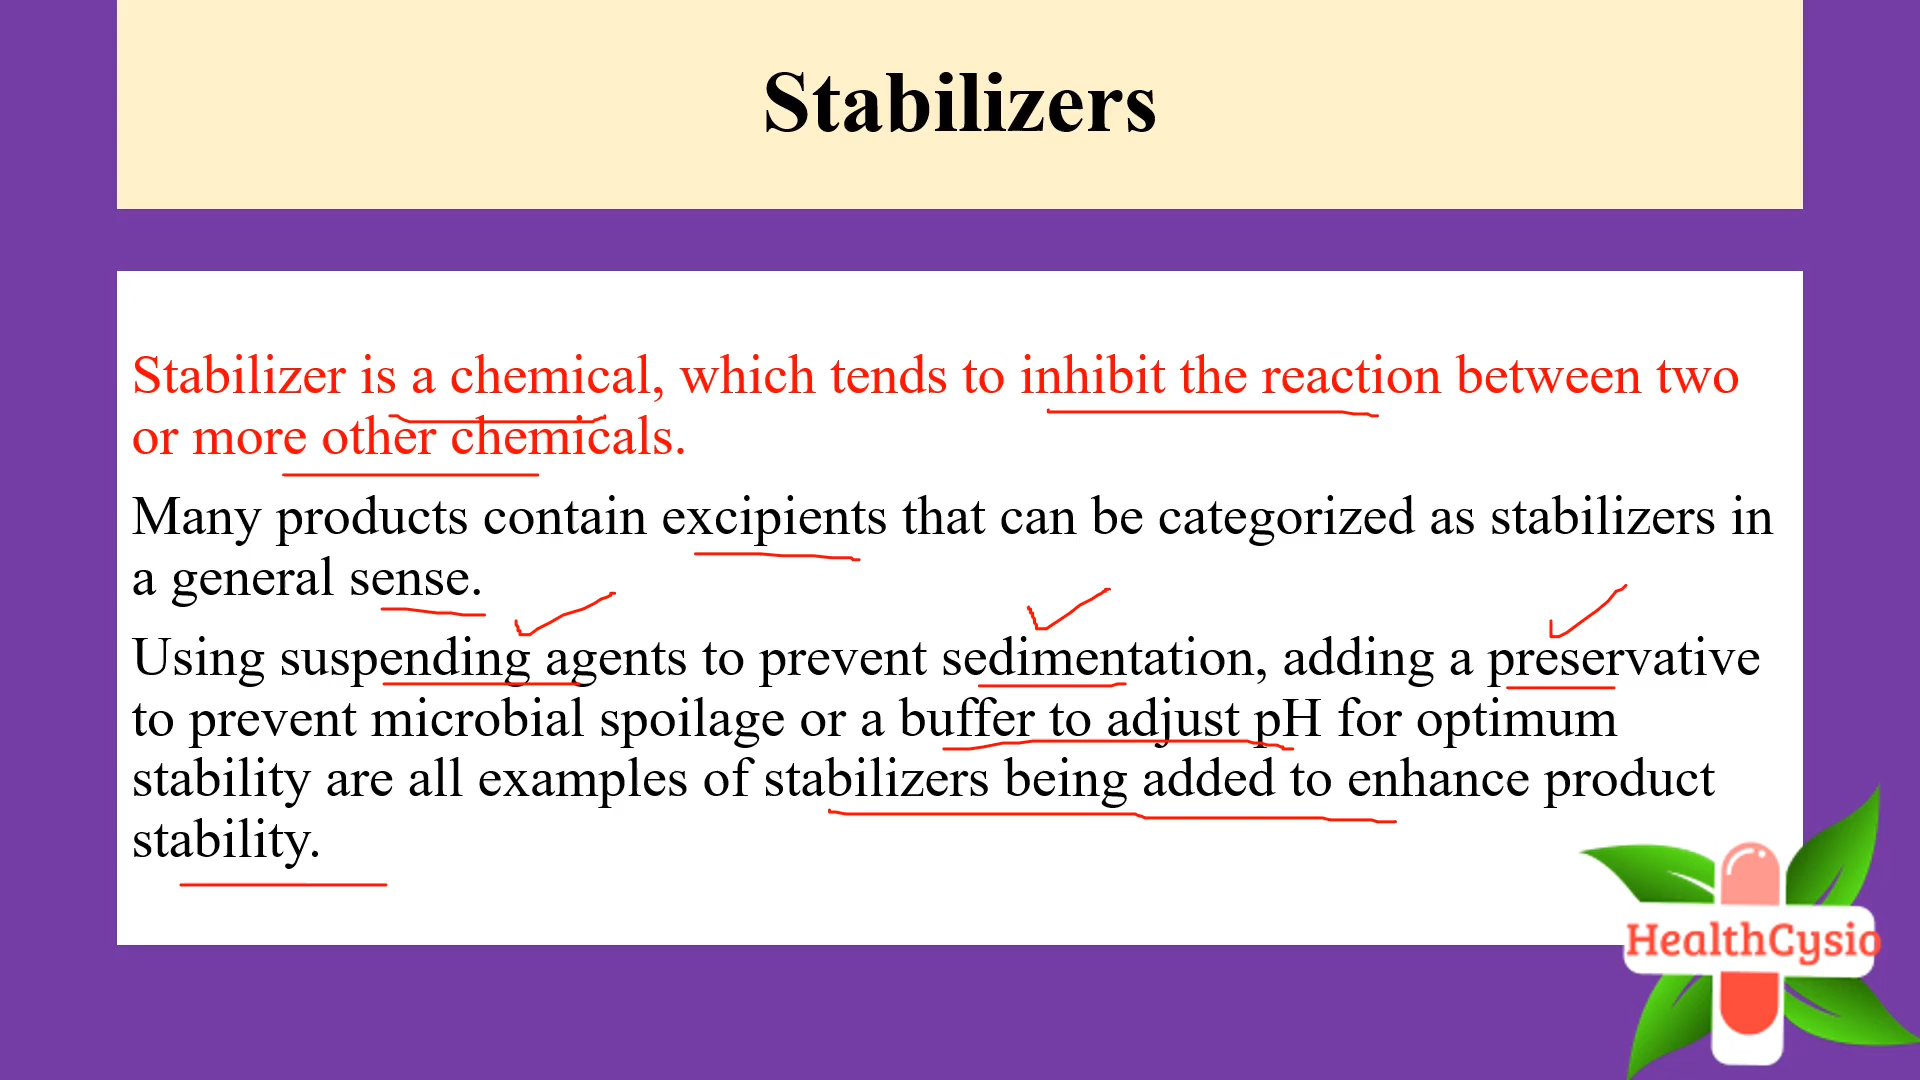 Stabilizers
Stabilizer is a chemical, which tends to inhibit the reaction between two
or more other chemicals.
Many products contain excipients that can be categorized as stabilizers in
a general sense.
Using suspending agents to prevent sedimentation, adding a preservative
to prevent microbial spoilage or a buffer to adjust pH for optimum
stability are all examples of stabilizers being added to enhance product
stability.
HealthCysio